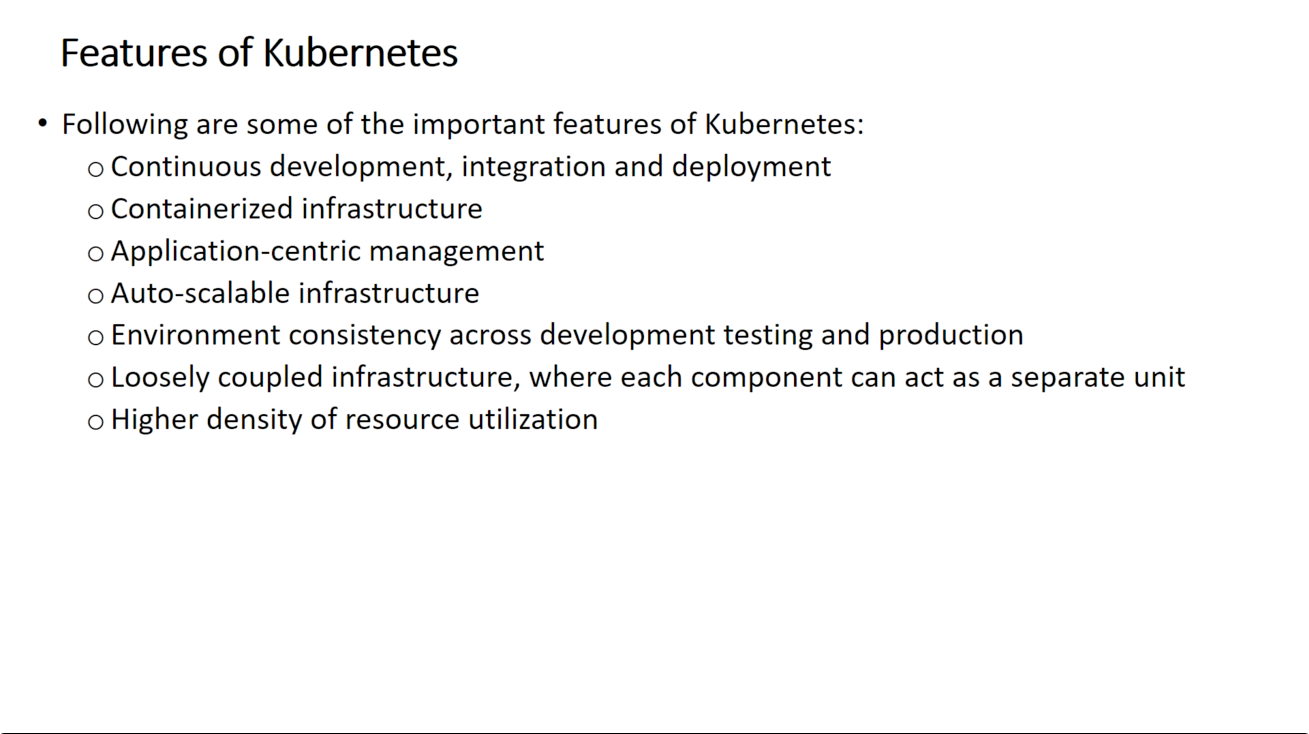 Features of Kubernetes
• Following are some of the important features of Kubernetes:
o Continuous development, integration and deployment
o Containerized infrastructure
o Application-centric management
o Auto-scalable infrastructure
o Environment consistency across development testing and production
o Loosely coupled infrastructure, where each component can act as a separate unit
o Higher density of resource utilization